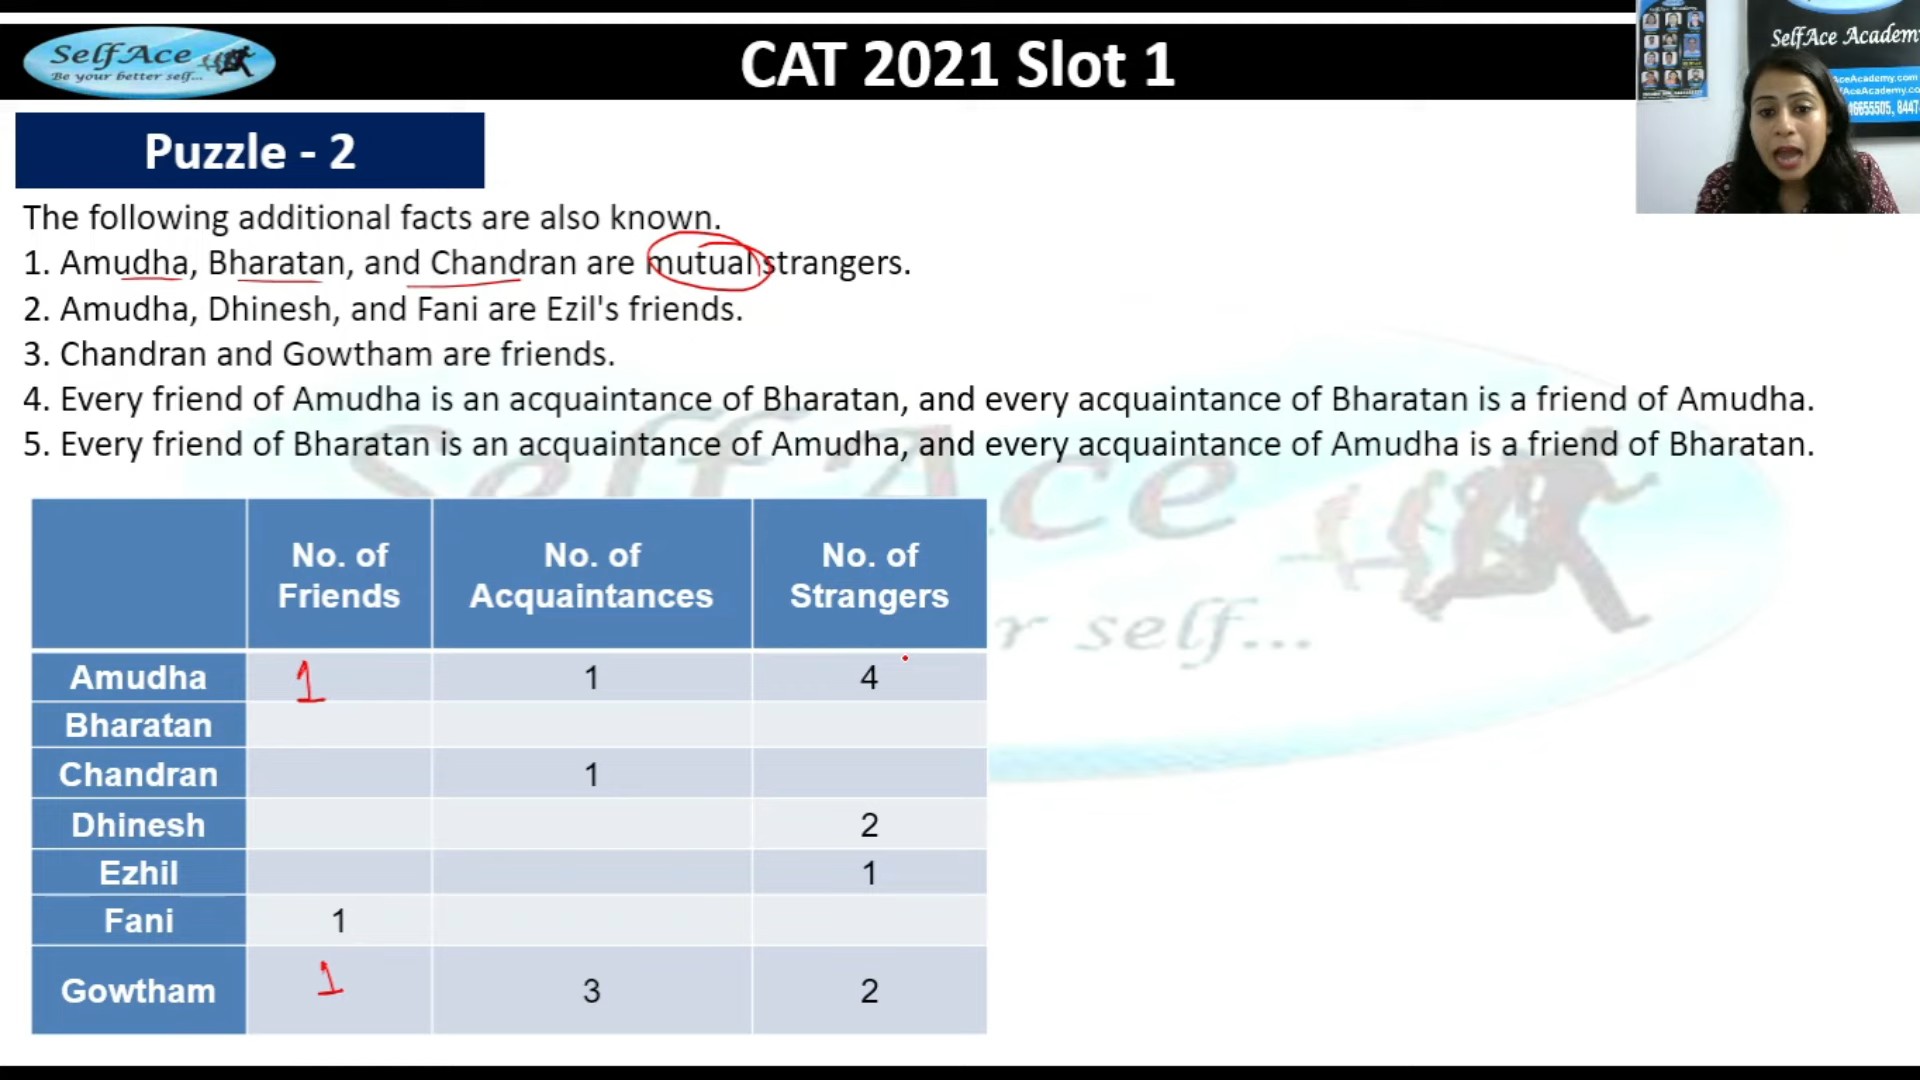 SelfAce
Be your better self...
CAT 2021 Slot 1
SelfAce Academy
AceAcademy.com
Puzzle - 2
The following additional facts are also known.
1. Amudha, Bharatan, and Chandran are mutual strangers.
2. Amudha, Dhinesh, and Fani are Ezil's friends.
3. Chandran and Gowtham are friends.
4. Every friend of Amudha is an acquaintance of Bharatan, and every acquaintance of Bharatan is a friend of Amudha.
5. Every friend of Bharatan is an acquaintance of Amudha, and every acquaintance of Amudha is a friend of Bharatan.
No. of Friends No. of Acquaintances No. of Strangers
Amudha 1 1 4
Bharatan
Chandran 1
Dhinesh 2
Ezhil 1
Fani 1
Gowtham 1 3 2